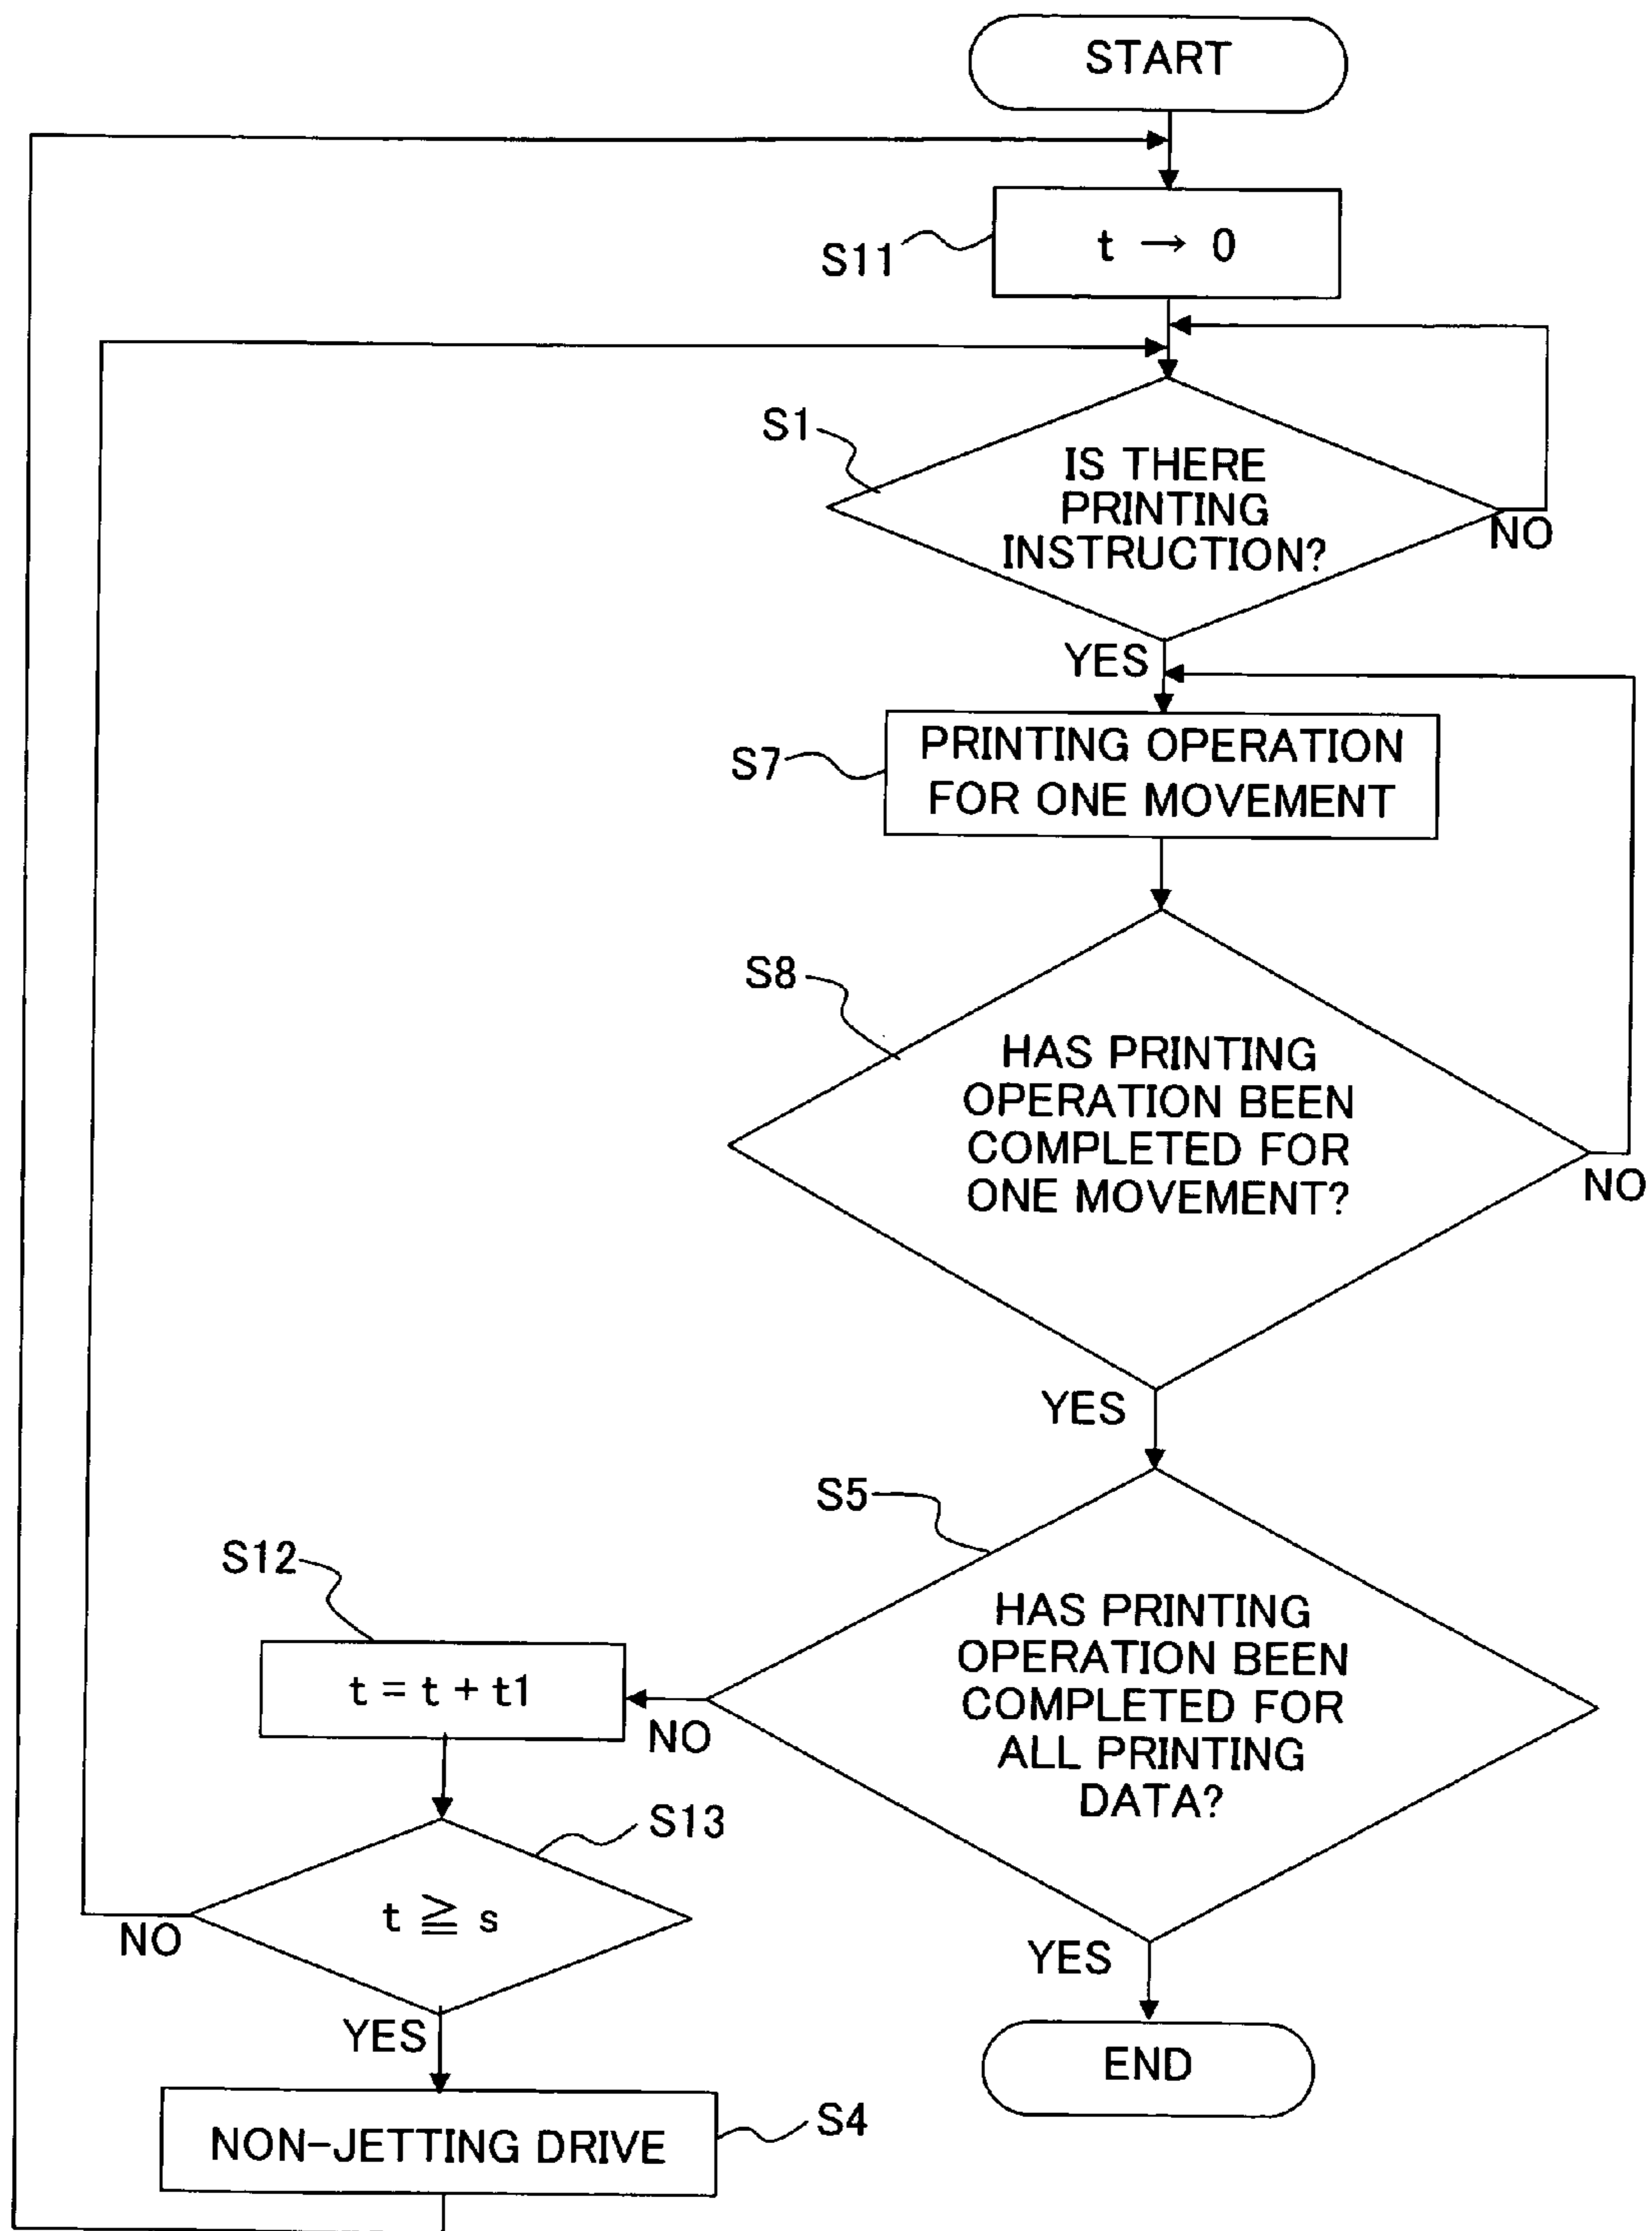 START
S11
t → 0
S1
IS THERE
PRINTING
INSTRUCTION?
NO
YES
S7
PRINTING OPERATION
FOR ONE MOVEMENT
S8
HAS PRINTING
OPERATION BEEN
COMPLETED FOR
ONE MOVEMENT?
NO
YES
S5
HAS PRINTING
OPERATION BEEN
COMPLETED FOR
ALL PRINTING
DATA?
S12
t = t + t1
NO
S13
t ≧ s
NO
YES
YES
END
NON-JETTING DRIVE
S4